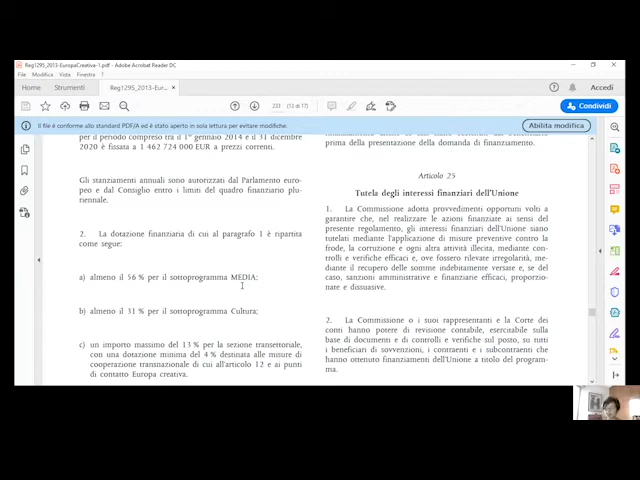 Reg1295_2013-EuropaCreativa-1.pdf - Adobe Acrobat Reader DC
File Modifica Vista Finestra ?
Home Strumenti Reg1295_2013-Eur... × Accedi
233 (13 di 17) Condividi
Il file è conforme allo standard PDF/A ed è stato aperto in sola lettura per evitare modifiche. Abilita modifica
per il periodo compreso tra il 1º gennaio 2014 e il 31 dicembre
2020 è fissata a 1 462 724 000 EUR a prezzi correnti.
Gli stanziamenti annuali sono autorizzati dal Parlamento euro-
peo e dal Consiglio entro i limiti del quadro finanziario plu-
riennale.
2. La dotazione finanziaria di cui al paragrafo 1 è ripartita
come segue:
a) almeno il 56 % per il sottoprogramma MEDIA;
b) almeno il 31 % per il sottoprogramma Cultura;
c) un importo massimo del 13 % per la sezione transettoriale,
con una dotazione minima del 4 % destinata alle misure di
cooperazione transnazionale di cui all'articolo 12 e ai punti
di contatto Europa creativa.
prima della presentazione della domanda di finanziamento.
Articolo 25
Tutela degli interessi finanziari dell'Unione
1. La Commissione adotta provvedimenti opportuni volti a
garantire che, nel realizzare le azioni finanziate ai sensi del
presente regolamento, gli interessi finanziari dell'Unione siano
tutelati mediante l'applicazione di misure preventive contro la
frode, la corruzione e ogni altra attività illecita, mediante con-
trolli e verifiche efficaci e, ove fossero rilevate irregolarità, me-
diante il recupero delle somme indebitamente versate e, se del
caso, sanzioni amministrative e finanziarie efficaci, proporzio-
nate e dissuasive.
2. La Commissione o i suoi rappresentanti e la Corte dei
conti hanno potere di revisione contabile, esercitabile sulla
base di documenti e di controlli e verifiche sul posto, su tutti
i beneficiari di sovvenzioni, i contraenti e i subcontraenti che
hanno ottenuto finanziamenti dell'Unione a titolo del program-
ma.